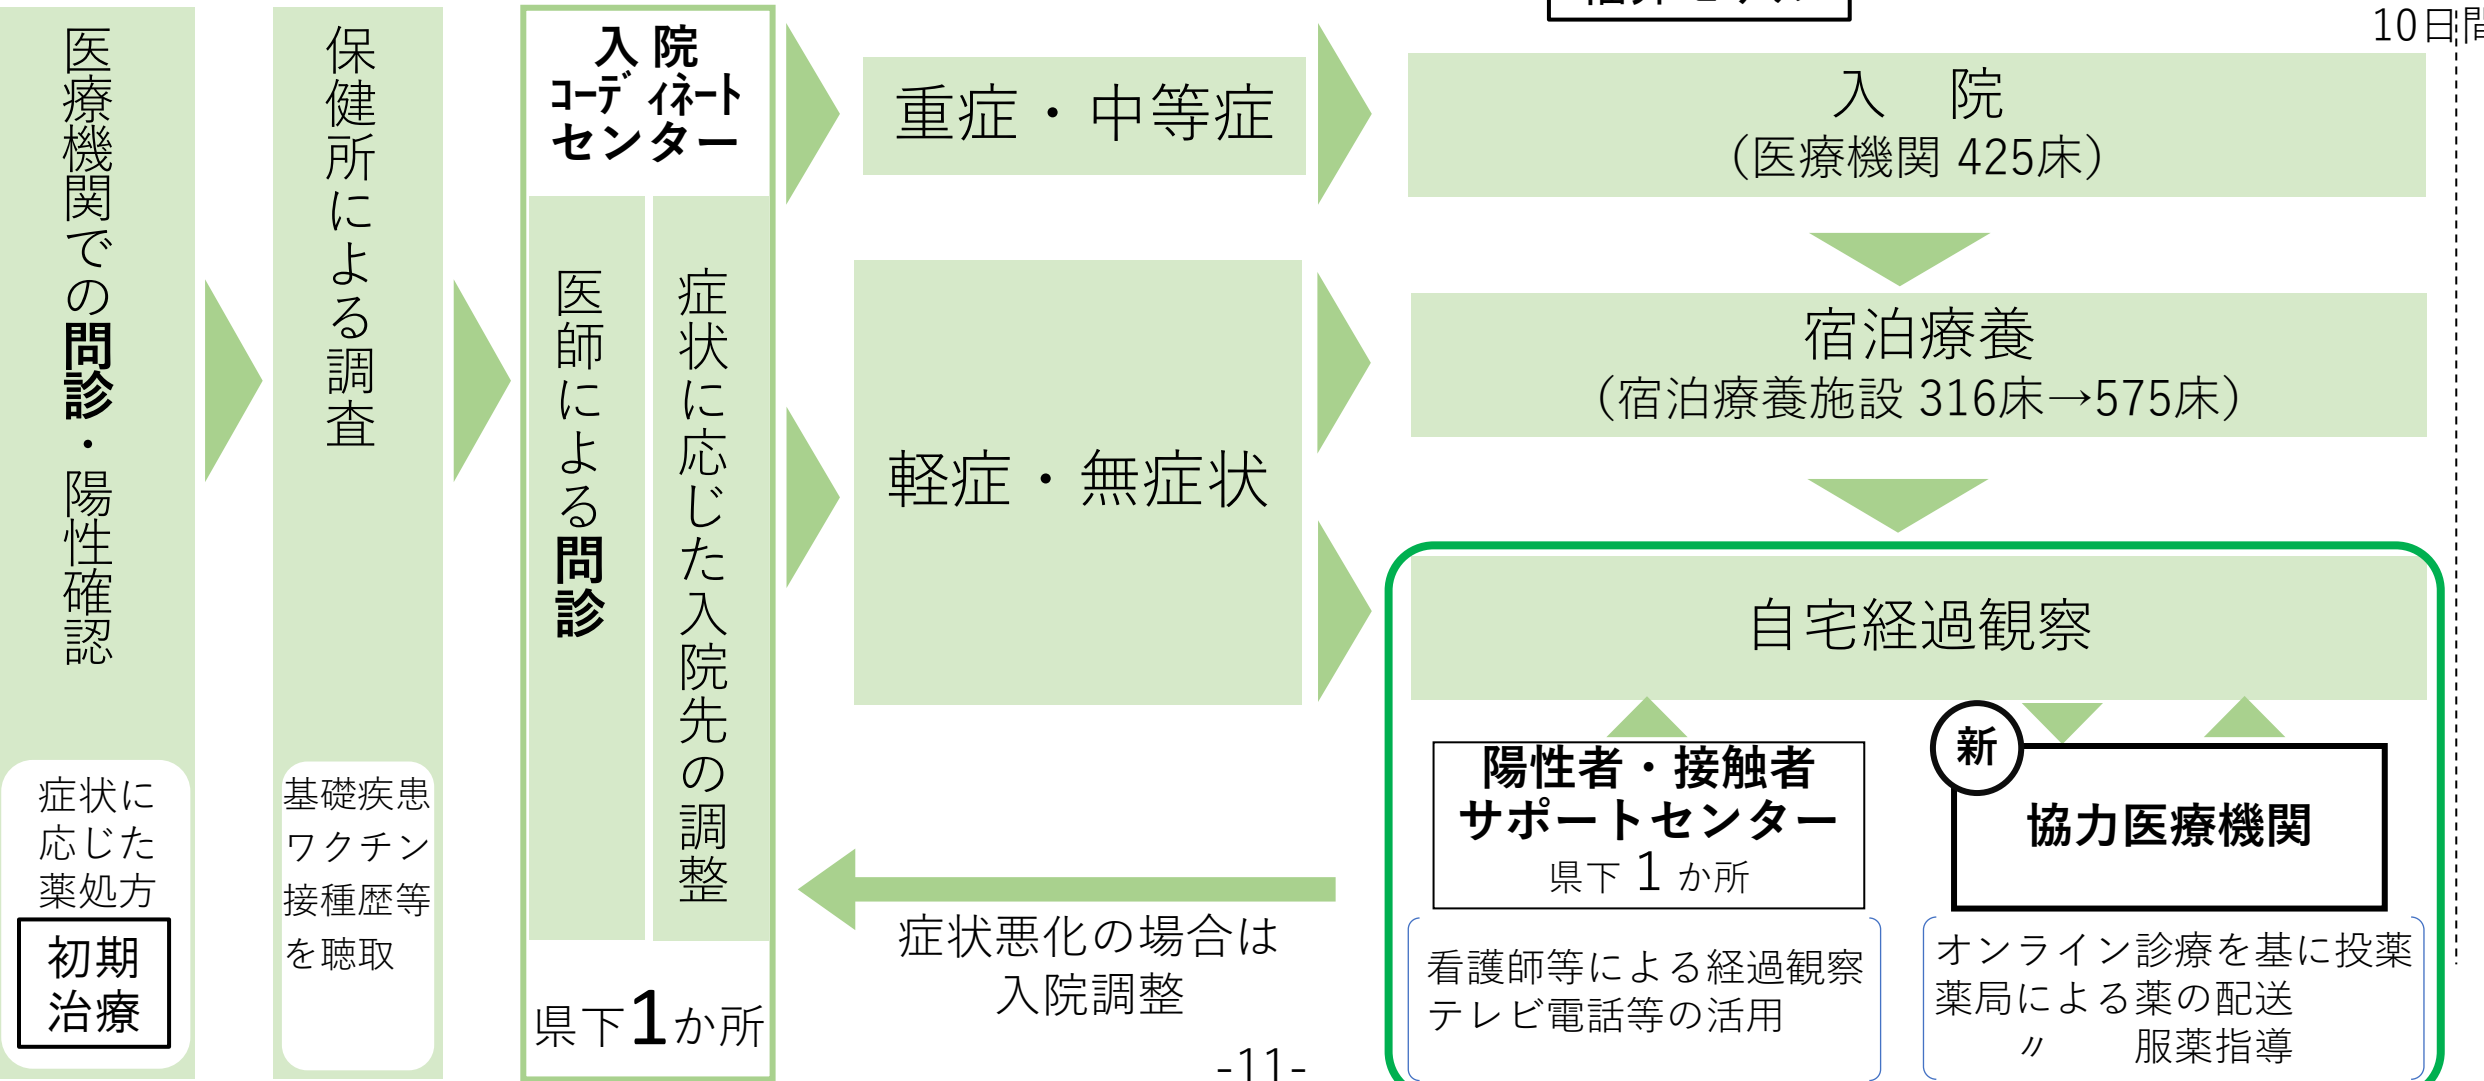 10日間
医療機関での問診・陽性確認
症状に
応じた
薬処方
初期
治療
保健所による調査
基礎疾患
ワクチン
接種歴等
を聴取
入院
コーディネート
センター
医師による問診
症状に応じた入院先の調整
県下1か所
重症・中等症
軽症・無症状
症状悪化の場合は
入院調整
入 院
（医療機関 425床）
宿泊療養
（宿泊療養施設 316床→575床）
自宅経過観察
陽性者・接触者
サポートセンター
県下 1 か所
看護師等による経過観察
テレビ電話等の活用
新
協力医療機関
オンライン診療を基に投薬
薬局による薬の配送
〃 服薬指導
-11-